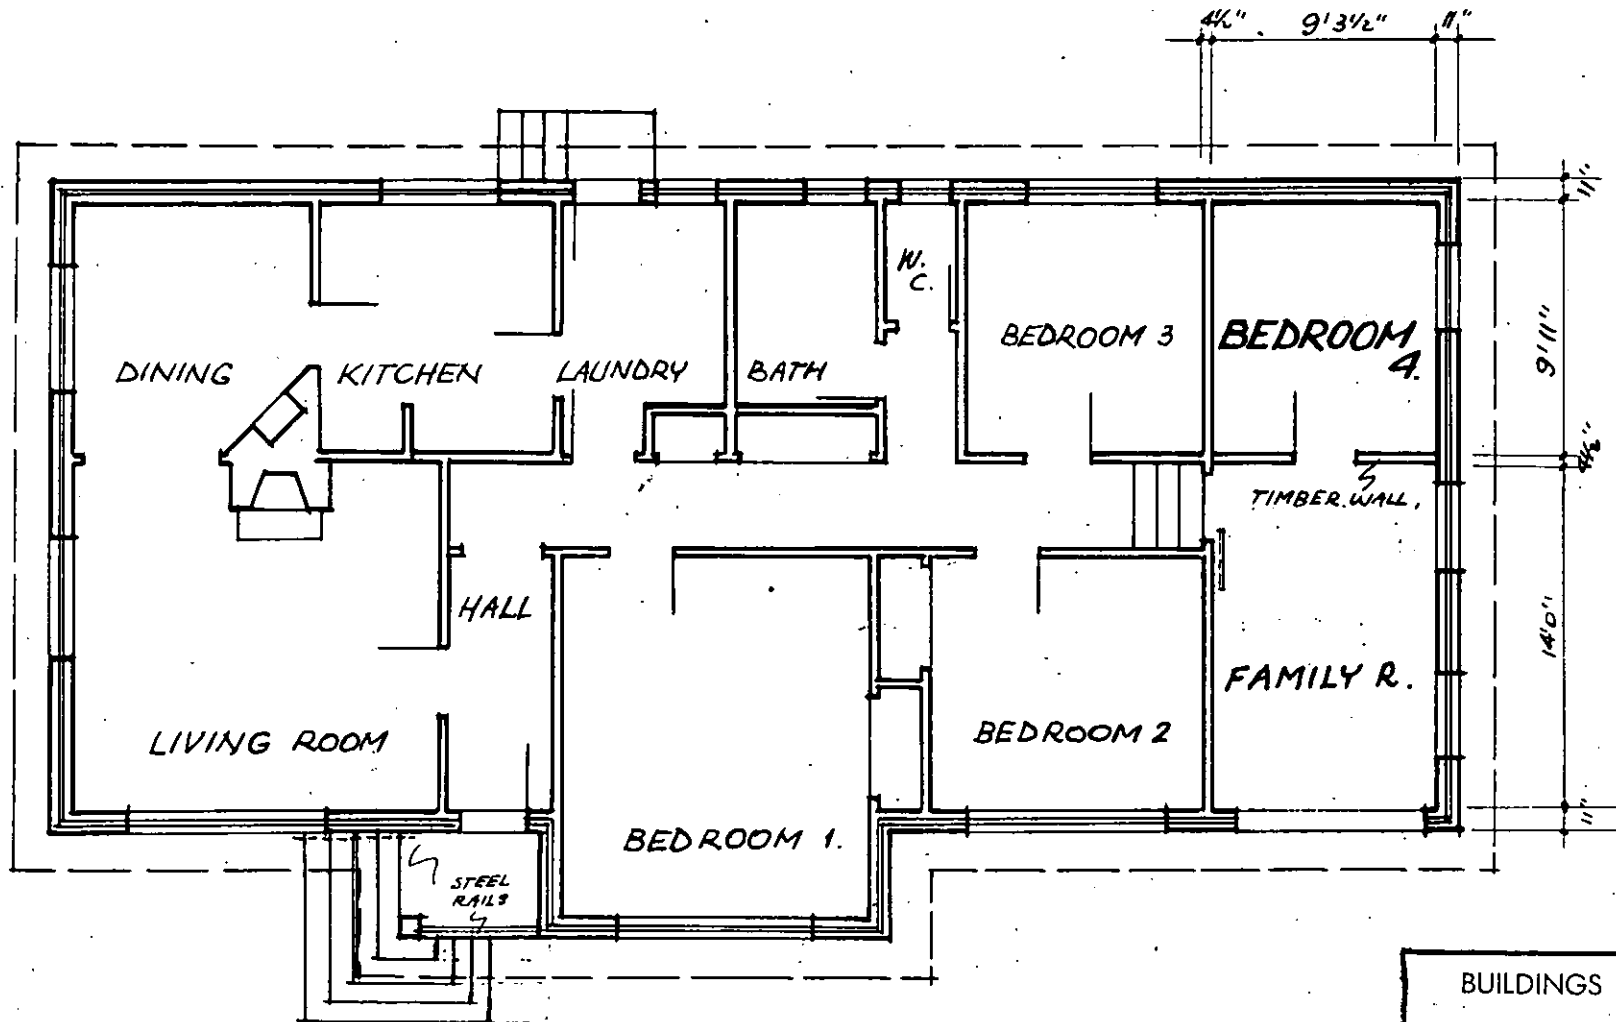 4½" 9'3½" 11"
11"
W.
C.
BEDROOM 3
BEDROOM
4.
9'11"
DINING
KITCHEN
LAUNDRY
BATH
4½"
TIMBER WALL.
HALL
14'0"
FAMILY R.
LIVING ROOM
BEDROOM 2
11"
BEDROOM 1.
STEEL
RAILS
BUILDINGS